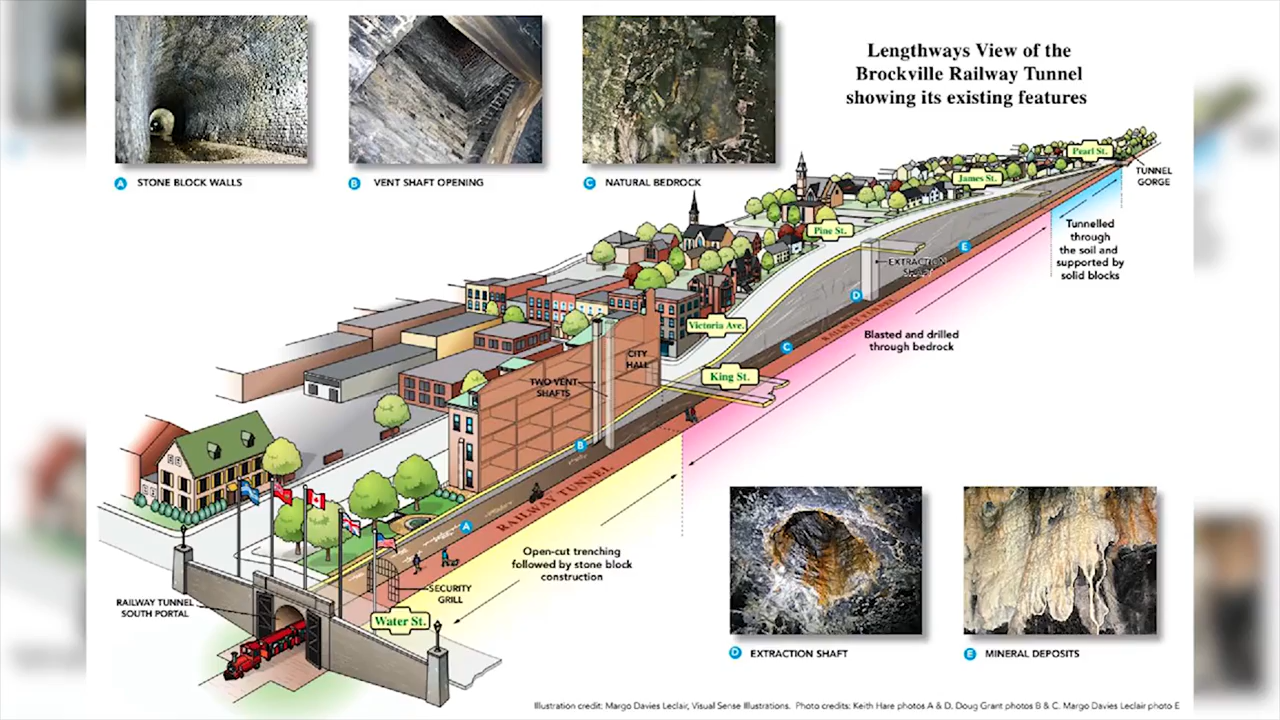 Lengthways View of the
Brockville Railway Tunnel
showing its existing features
A STONE BLOCK WALLS
B VENT SHAFT OPENING
C NATURAL BEDROCK
Pearl St.
TUNNEL
GORGE
James St.
Tunnelled
through
the soil and
supported by
solid blocks
Pine St.
E
EXTRACTION
SHAFT
D
RAILWAY TUNNEL
Victoria Ave.
Blasted and drilled
through bedrock
C
CITY
HALL
King St.
TWO VENT
SHAFTS
B
RAILWAY TUNNEL
A
Open-cut trenching
followed by stone block
construction
SECURITY
GRILL
RAILWAY TUNNEL
SOUTH PORTAL
Water St.
D EXTRACTION SHAFT
E MINERAL DEPOSITS
Illustration credit: Margo Davies Leclair, Visual Sense Illustrations. Photo credits: Keith Hare photos A & D. Doug Grant photos B & C. Margo Davies Leclair photo E